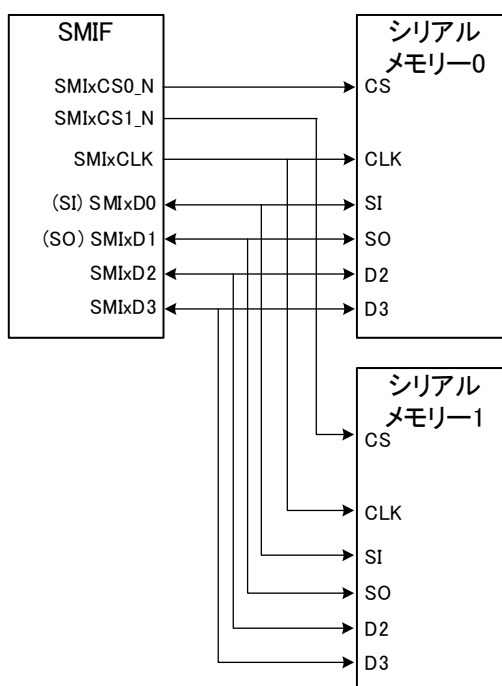 SMIF
SMIxCS0_N
SMIxCS1_N
SMIxCLK
(SI) SMIxD0
(SO) SMIxD1
SMIxD2
SMIxD3
シリアル
メモリー0
CS
CLK
SI
SO
D2
D3
シリアル
メモリー1
CS
CLK
SI
SO
D2
D3